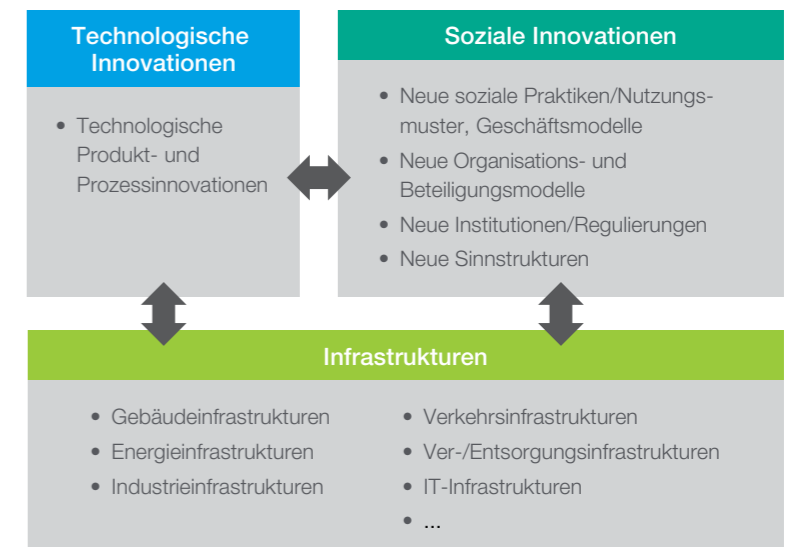 Technologische
Innovationen
• Technologische
Produkt- und
Prozessinnovationen
Soziale Innovationen
• Neue soziale Praktiken/Nutzungs-
muster, Geschäftsmodelle
• Neue Organisations- und
Beteiligungsmodelle
• Neue Institutionen/Regulierungen
• Neue Sinnstrukturen
Infrastrukturen
• Gebäudeinfrastrukturen
• Energieinfrastrukturen
• Industrieinfrastrukturen
• Verkehrsinfrastrukturen
• Ver-/Entsorgungsinfrastrukturen
• IT-Infrastrukturen
• ...